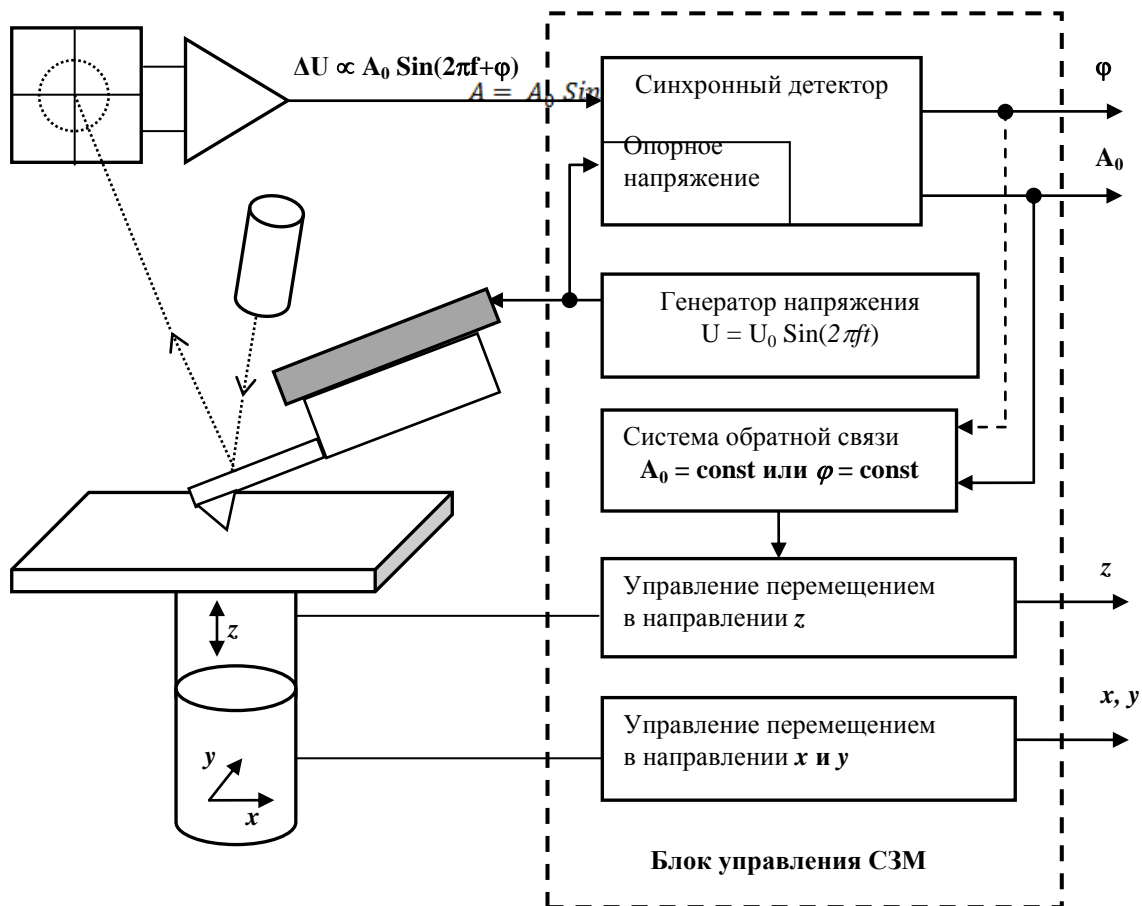 ΔU ∝ A₀ Sin(2πf+φ)
A = A₀ Sin
Синхронный детектор
Опорное
напряжение
φ
A₀
Генератор напряжения
U = U₀ Sin(2πft)
Система обратной связи
A₀ = const или φ = const
Управление перемещением
в направлении z
z
z
Управление перемещением
в направлении x и y
x, y
y
x
Блок управления СЗМ